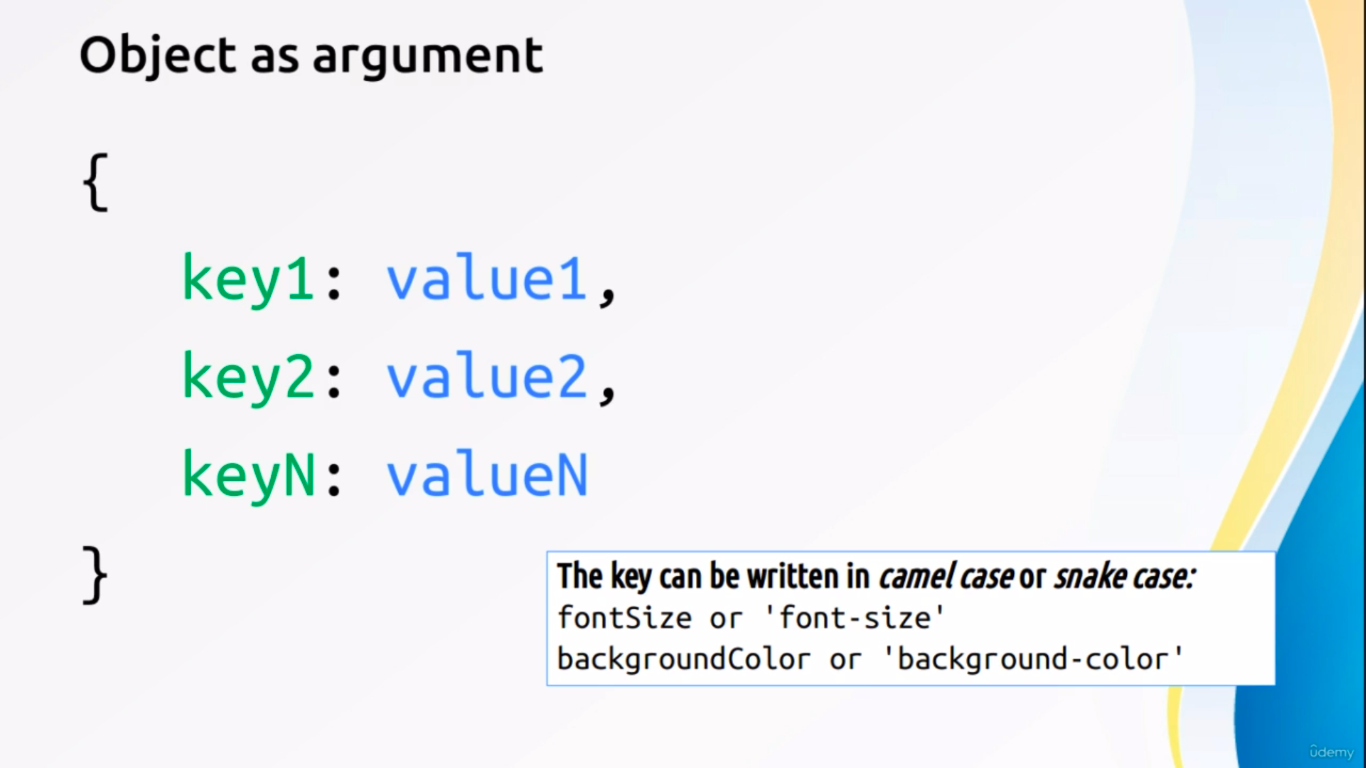 Object as argument
{
key1: value1,
key2: value2,
keyN: valueN
}
The key can be written in camel case or snake case:
fontSize or 'font-size'
backgroundColor or 'background-color'
ûdemy